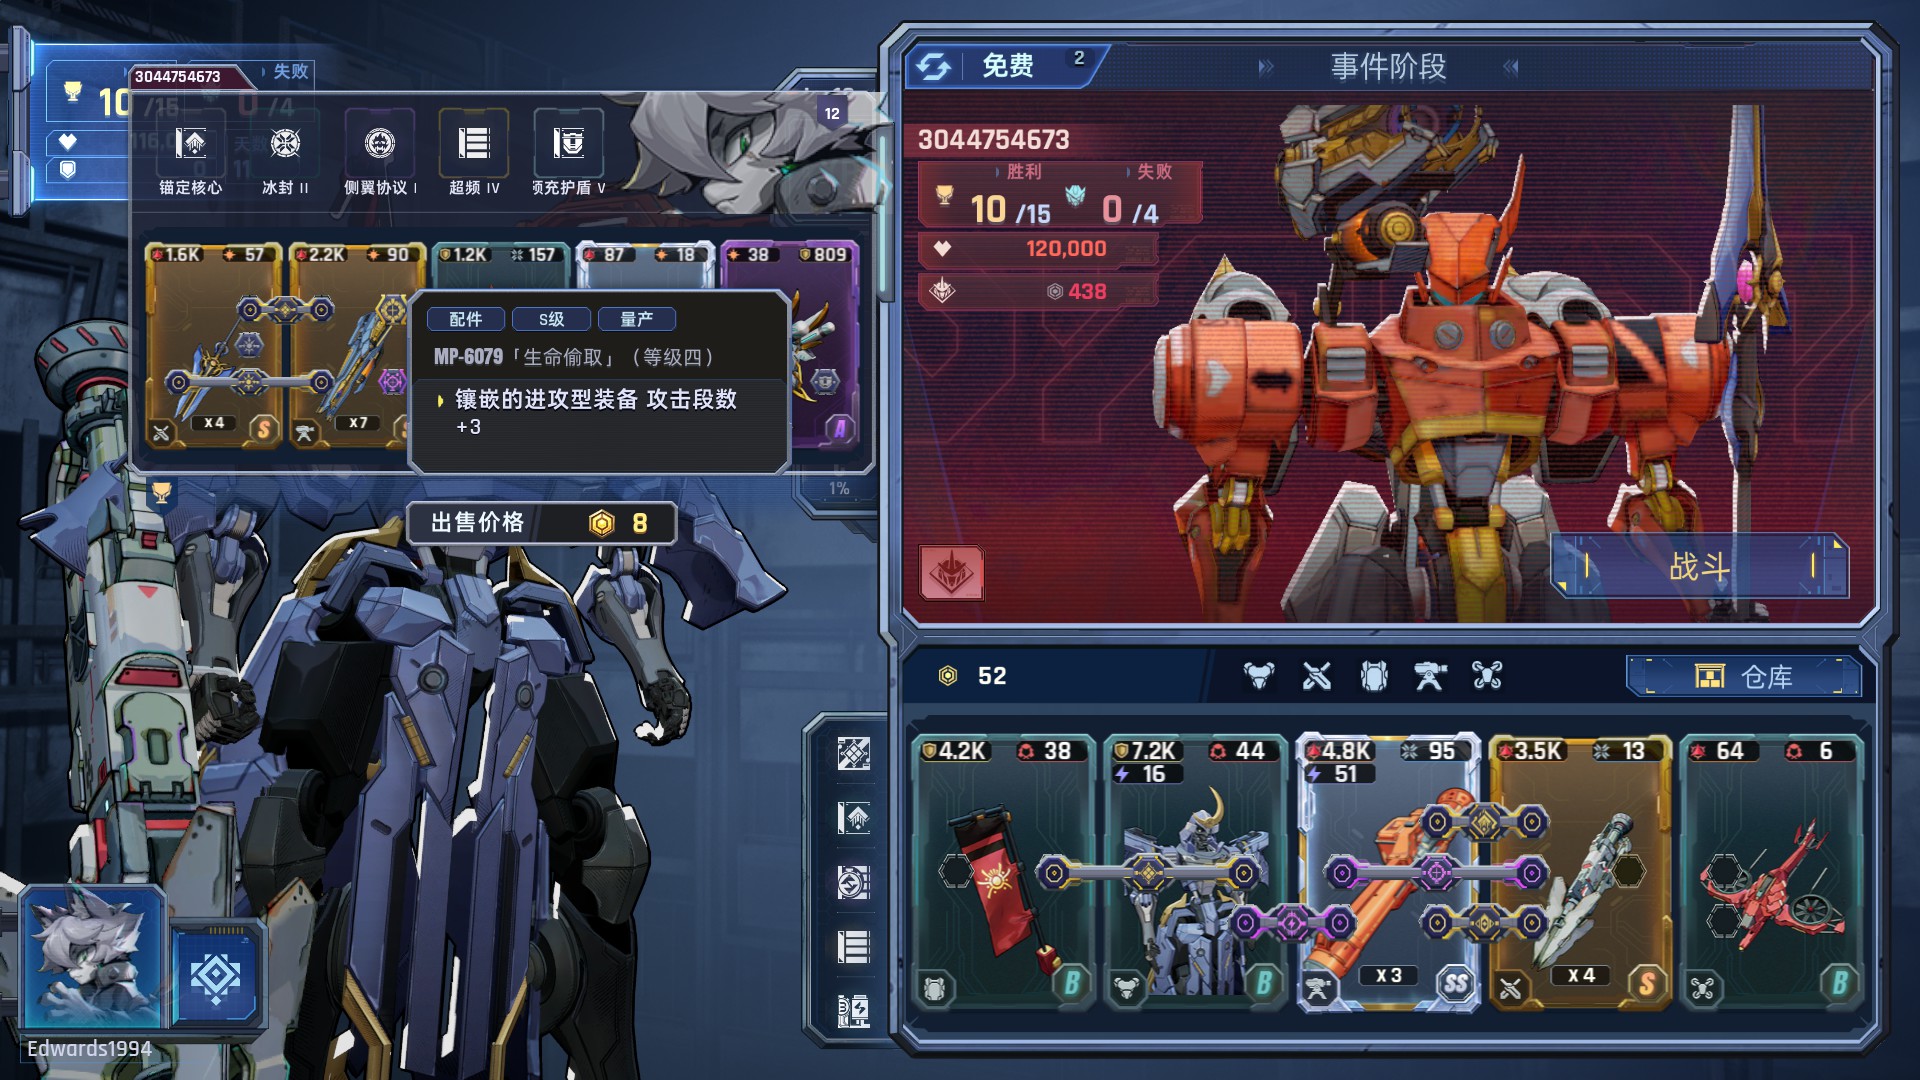 3044754673
失败
10 /15
0 /4
12
锚定核心
冰封 II
侧翼协议 I
超频 IV
预充护盾 V
1.6K 57
2.2K 90
1.2K 157
87 18
38 809
x4 S
x7
A
配件 S级 量产
MP-6079「生命偷取」（等级四）
镶嵌的进攻型装备 攻击段数
+3
1%
出售价格 8
Edwards1994
免费 2
事件阶段
3044754673
胜利 失败
10 /15 0 /4
120,000
438
战斗
52
仓库
4.2K 38
B
7.2K 44
16
B
4.8K 95
51
x3 SS
3.5K 13
x4 S
64 6
B